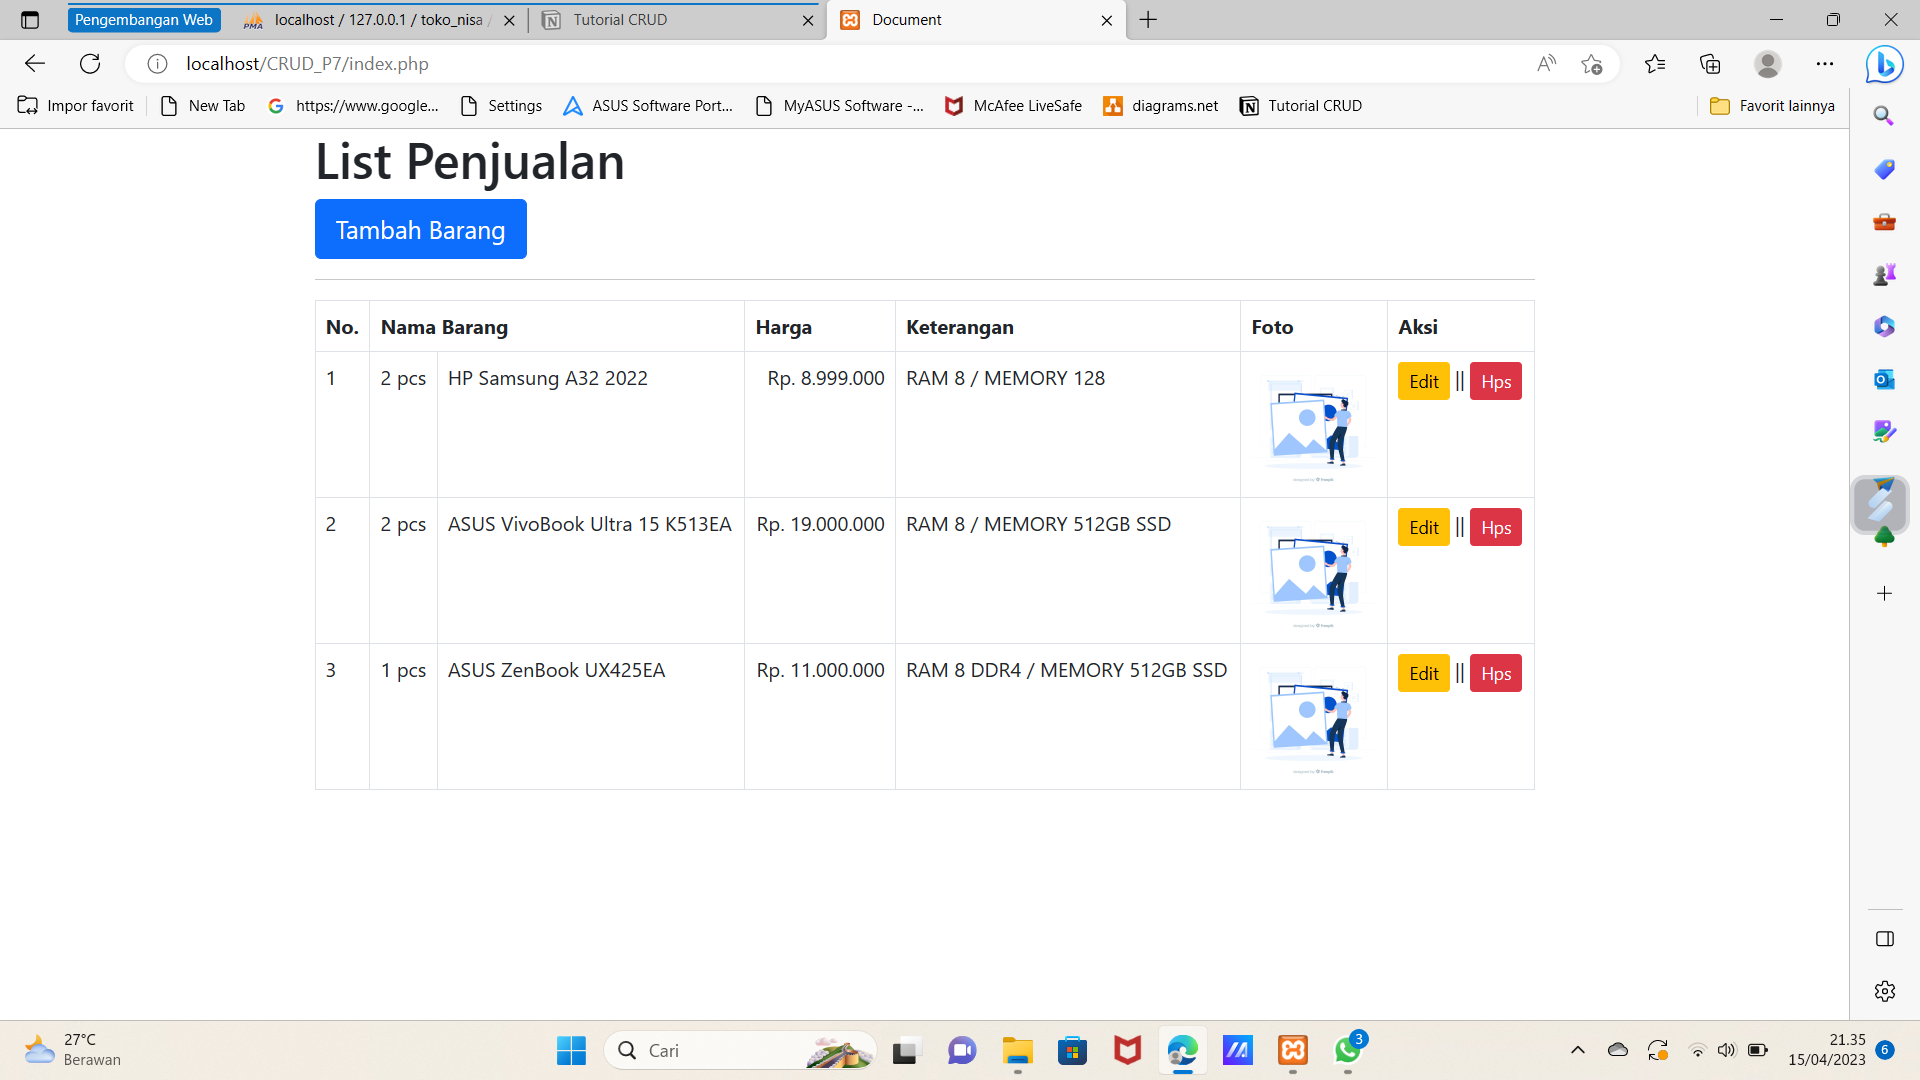 Pengembangan Web
localhost / 127.0.0.1 / toko_nisa /
Tutorial CRUD
Document
localhost/CRUD_P7/index.php
Impor favorit
New Tab
https://www.google...
Settings
ASUS Software Port...
MyASUS Software -...
McAfee LiveSafe
diagrams.net
Tutorial CRUD
Favorit lainnya
List Penjualan
Tambah Barang
No. Nama Barang Harga Keterangan Foto Aksi
1 2 pcs HP Samsung A32 2022 Rp. 8.999.000 RAM 8 / MEMORY 128 Edit || Hps
2 2 pcs ASUS VivoBook Ultra 15 K513EA Rp. 19.000.000 RAM 8 / MEMORY 512GB SSD Edit || Hps
3 1 pcs ASUS ZenBook UX425EA Rp. 11.000.000 RAM 8 DDR4 / MEMORY 512GB SSD Edit || Hps
27°C
Berawan
Cari
3
21.35
15/04/2023
6